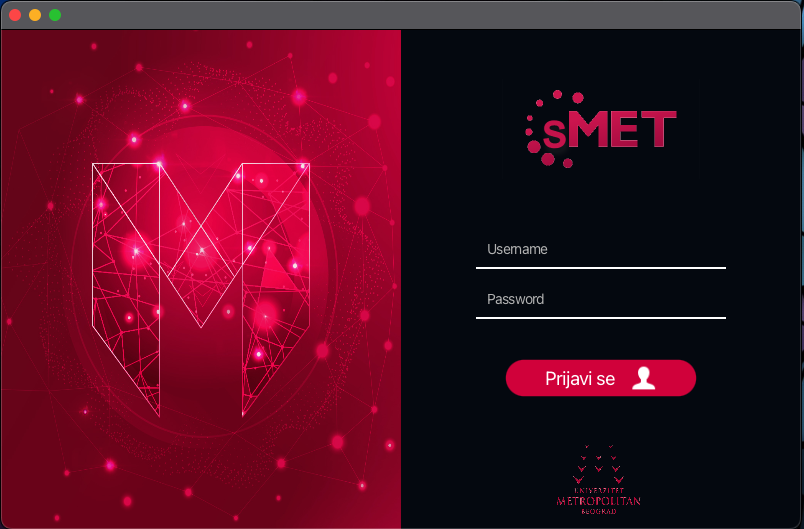 sMET
Username
Password
Prijavi se
UNIVERZITET
METROPOLITAN
BEOGRAD